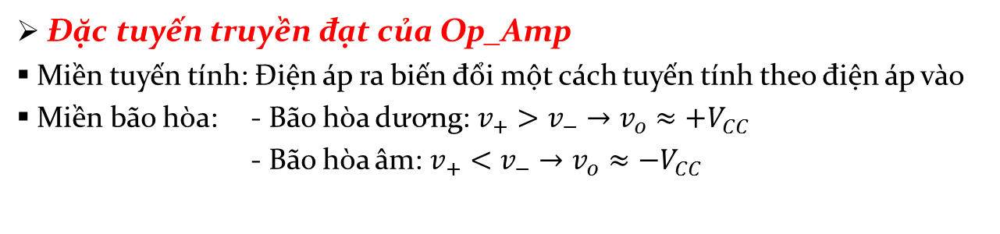 ➢ Đặc tuyến truyền đạt của Op_Amp
▪ Miền tuyến tính: Điện áp ra biến đổi một cách tuyến tính theo điện áp vào
▪ Miền bão hòa: - Bão hòa dương: v₊ > v₋ → vₒ ≈ +V_CC
- Bão hòa âm: v₊ < v₋ → vₒ ≈ −V_CC